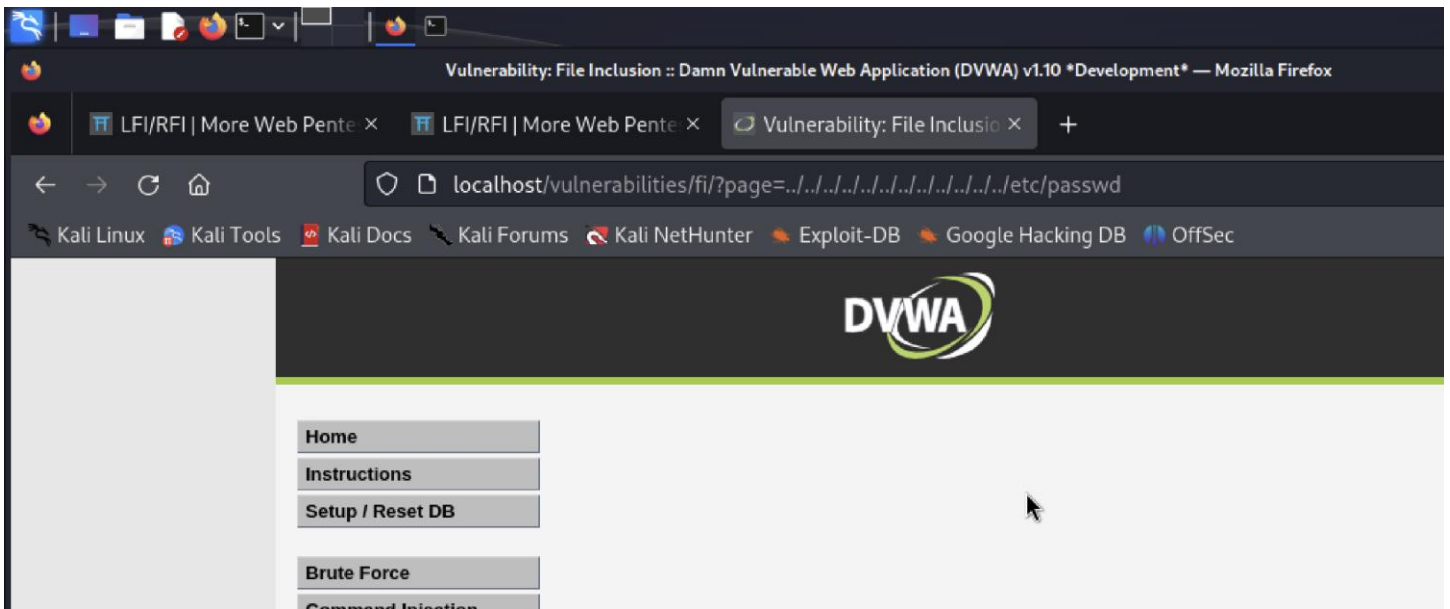 Vulnerability: File Inclusion :: Damn Vulnerable Web Application (DVWA) v1.10 *Development* — Mozilla Firefox
LFI/RFI | More Web Pente
LFI/RFI | More Web Pente
Vulnerability: File Inclusio
localhost/vulnerabilities/fi/?page=../../../../../../../../../../../../etc/passwd
Kali Linux Kali Tools Kali Docs Kali Forums Kali NetHunter Exploit-DB Google Hacking DB OffSec
DVWA
Home
Instructions
Setup / Reset DB
Brute Force
Command Injection